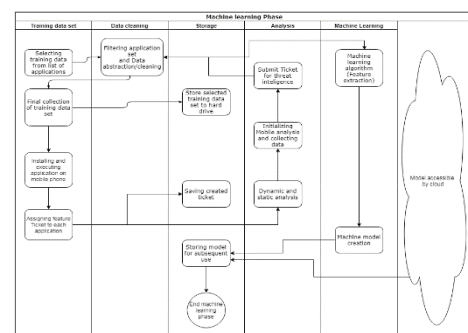 Machine learning Phase
Training data set
Data cleaning
Storage
Analysis
Machine Learning
Selecting
training data
from list of
applications
Filtering application
set
and Data
abstraction/cleaning
Submit Ticket
for threat
inteligence
Machine
learning
algorithm
(Feature
extraction)
Final collection
of training data
set
Store selected
training data
set to hard
drive
Initializing
Mobile analysis
and collecting
data
Installing and
executing
application on
mobile phone
Saving created
ticket
Dynamic and
static analysis
Model accessible
by cloud
Assigning feature
Ticket to each
application
Storing model
for subsequent
use
Machine model
creation
End machine
learning
phase